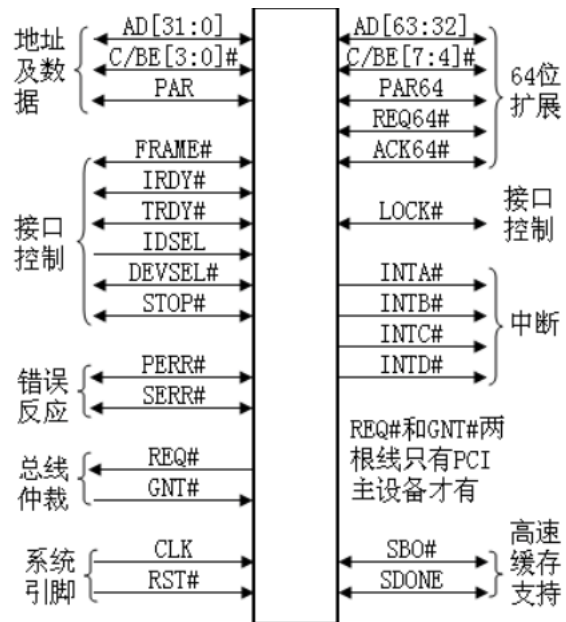 地址
及数
据
AD[31:0]
C/BE[3:0]#
PAR
接口
控制
FRAME#
IRDY#
TRDY#
IDSEL
DEVSEL#
STOP#
错误
反应
PERR#
SERR#
总线
仲裁
REQ#
GNT#
系统
引脚
CLK
RST#
AD[63:32]
C/BE[7:4]#
PAR64
REQ64#
ACK64#
64位
扩展
LOCK#
接口
控制
INTA#
INTB#
INTC#
INTD#
中断
REQ#和GNT#两
根线只有PCI
主设备才有
SBO#
SDONE
高速
缓存
支持